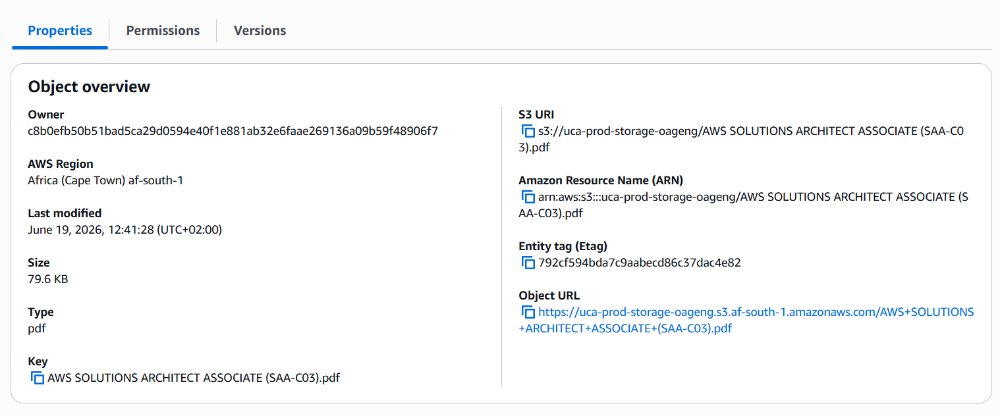 Properties
Permissions
Versions
Object overview
Owner
c8b0efb50b51bad5ca29d0594e40f1e881ab32e6faae269136a09b59f48906f7
AWS Region
Africa (Cape Town) af-south-1
Last modified
June 19, 2026, 12:41:28 (UTC+02:00)
Size
79.6 KB
Type
pdf
Key
AWS SOLUTIONS ARCHITECT ASSOCIATE (SAA-C03).pdf
S3 URI
s3://uca-prod-storage-oageng/AWS SOLUTIONS ARCHITECT ASSOCIATE (SAA-C0
3).pdf
Amazon Resource Name (ARN)
arn:aws:s3:::uca-prod-storage-oageng/AWS SOLUTIONS ARCHITECT ASSOCIATE (S
AA-C03).pdf
Entity tag (Etag)
792cf594bda7c9aabecd86c37dac4e82
Object URL
https://uca-prod-storage-oageng.s3.af-south-1.amazonaws.com/AWS+SOLUTIONS
+ARCHITECT+ASSOCIATE+(SAA-C03).pdf